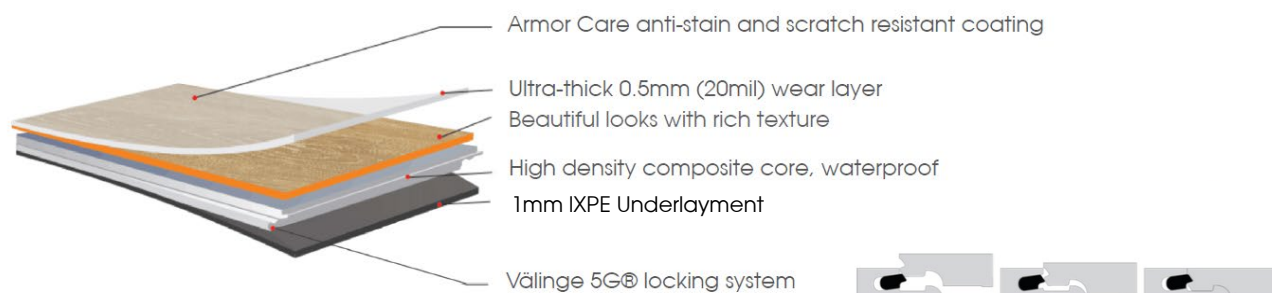 Armor Care anti-stain and scratch resistant coating
Ultra-thick 0.5mm (20mil) wear layer
Beautiful looks with rich texture
High density composite core, waterproof
1mm IXPE Underlayment
Välinge 5G® locking system